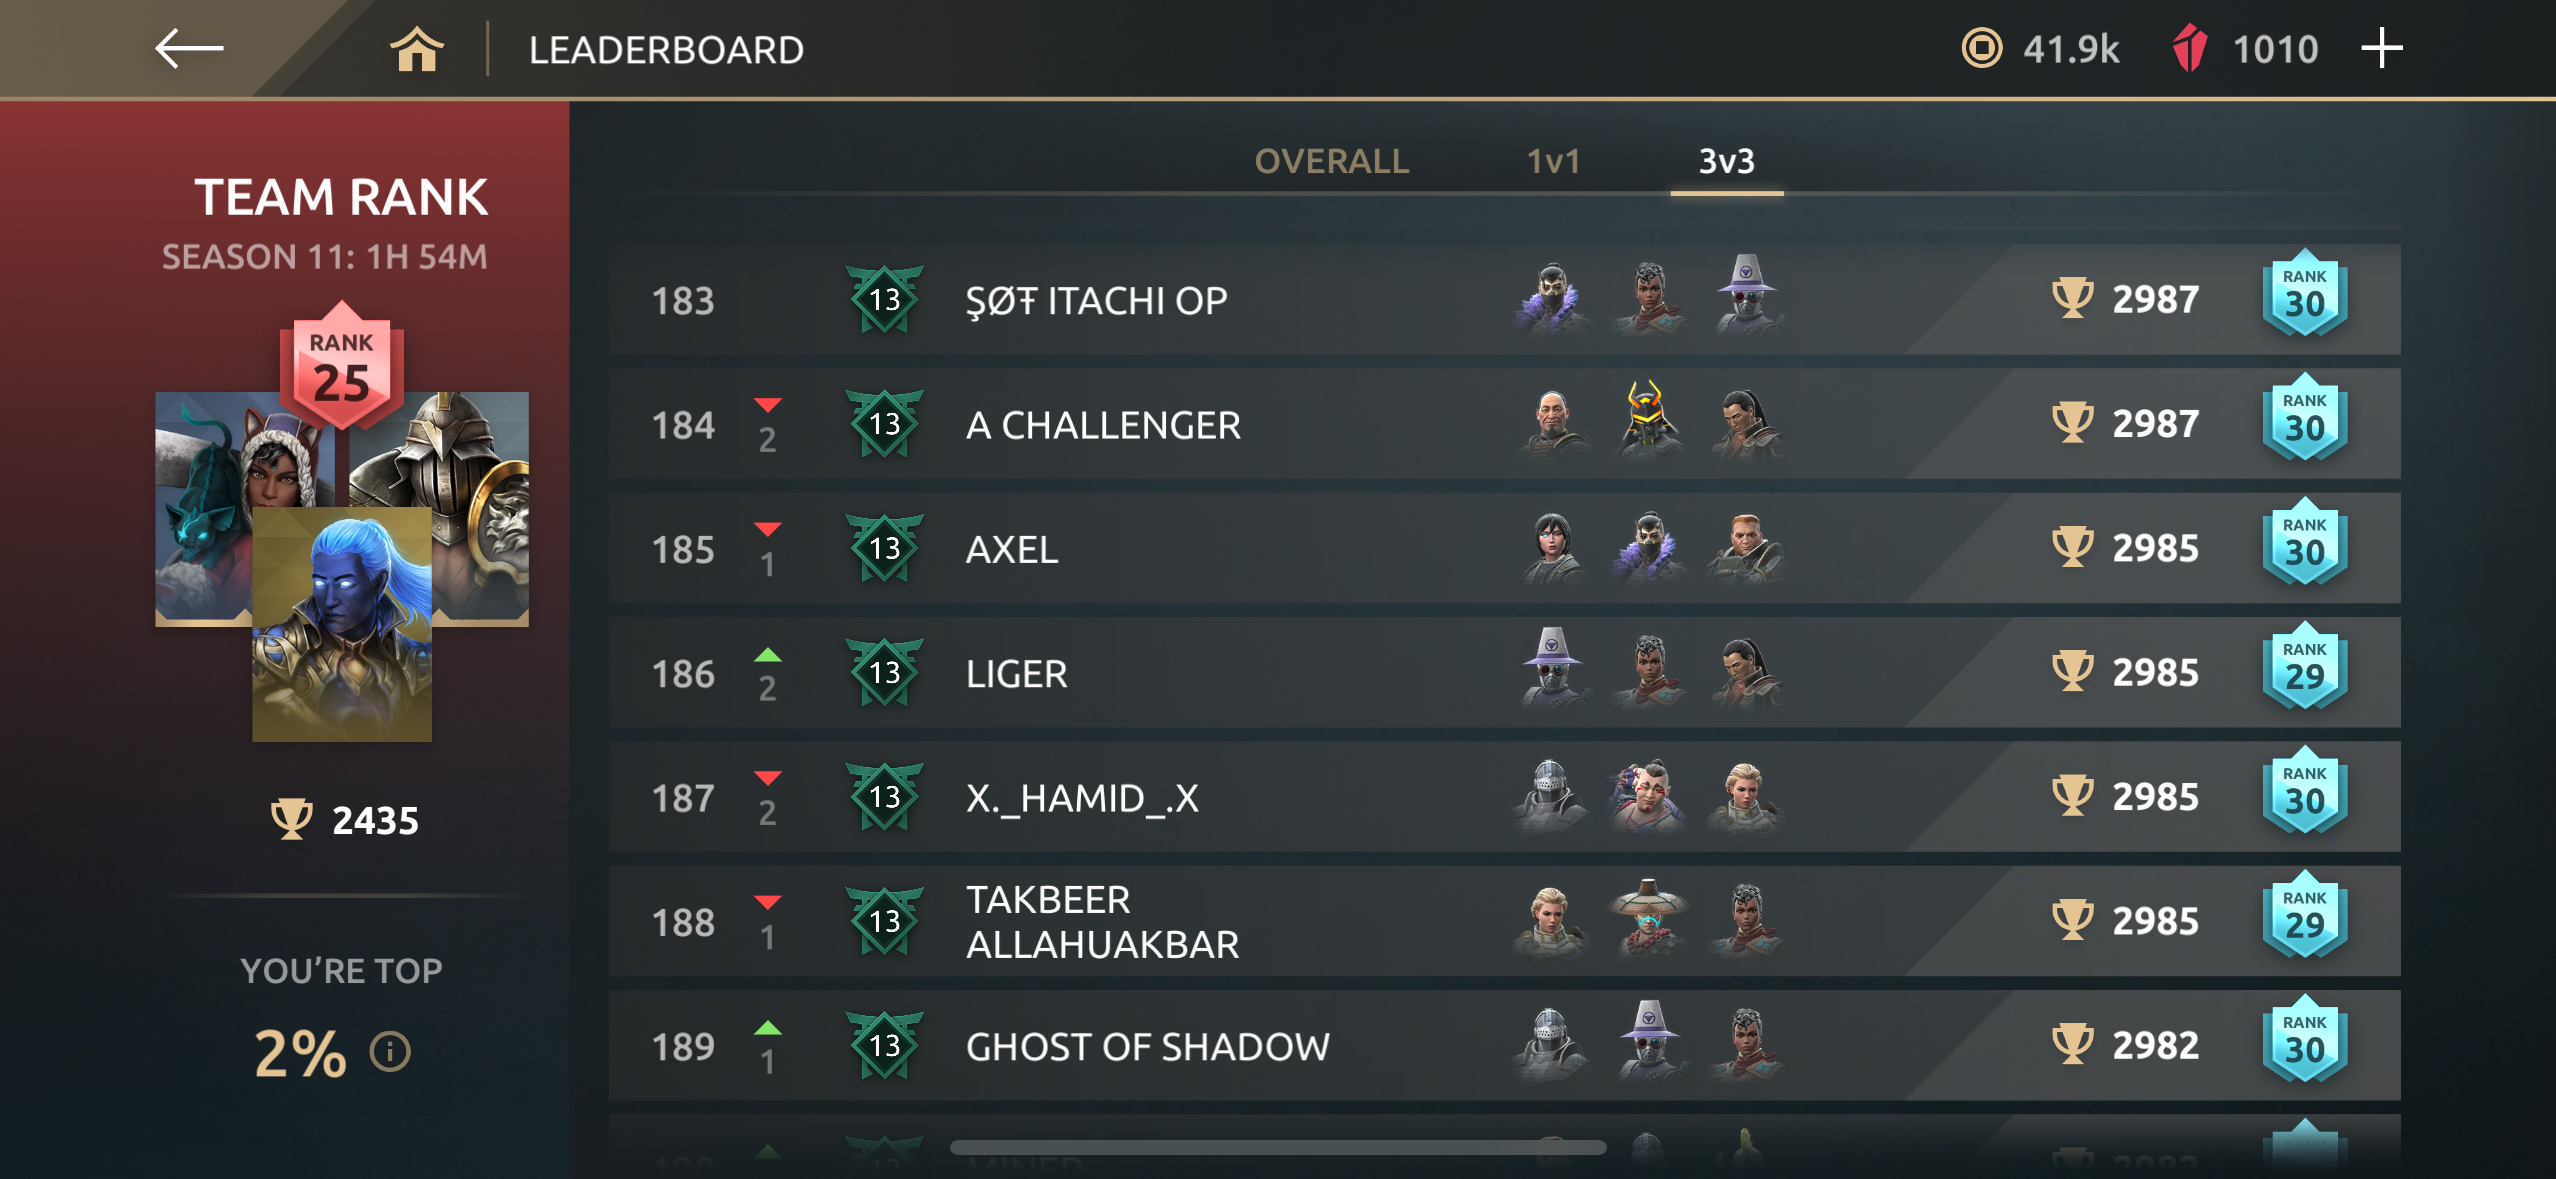 LEADERBOARD
41.9k
1010
TEAM RANK
SEASON 11: 1H 54M
RANK
25
2435
YOU'RE TOP
2%
OVERALL 1v1 3v3
183 13 ŞØŦ ITACHI OP 2987 RANK 30
184 2 13 A CHALLENGER 2987 RANK 30
185 1 13 AXEL 2985 RANK 30
186 2 13 LIGER 2985 RANK 29
187 2 13 X._HAMID_.X 2985 RANK 30
188 1 13 TAKBEER
ALLAHUAKBAR 2985 RANK 29
189 1 13 GHOST OF SHADOW 2982 RANK 30